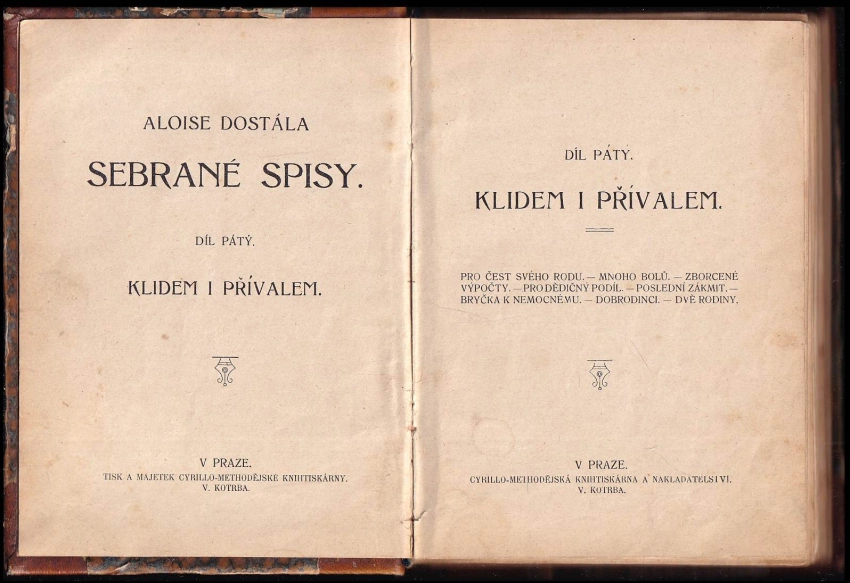 ALOISE DOSTÁLA
SEBRANÉ SPISY.
DÍL PÁTÝ.
KLIDEM I PŘÍVALEM.
V PRAZE.
TISK A MAJETEK CYRILLO-METHODĚJSKÉ KNIHTISKÁRNY.
V. KOTRBA.
DÍL PÁTÝ.
KLIDEM I PŘÍVALEM.
PRO ČEST SVÉHO RODU. — MNOHO BOLŮ. — ZBORCENÉ
VÝPOČTY. — PRO DĚDIČNÝ PODÍL. — POSLEDNÍ ZÁKMIT. —
BRYČKA K NEMOCNÉMU. — DOBRODINCI. — DVĚ RODINY.
V PRAZE.
CYRILLO-METHODĚJSKÁ KNIHTISKÁRNA A NAKLADATELSTVÍ.
V. KOTRBA.